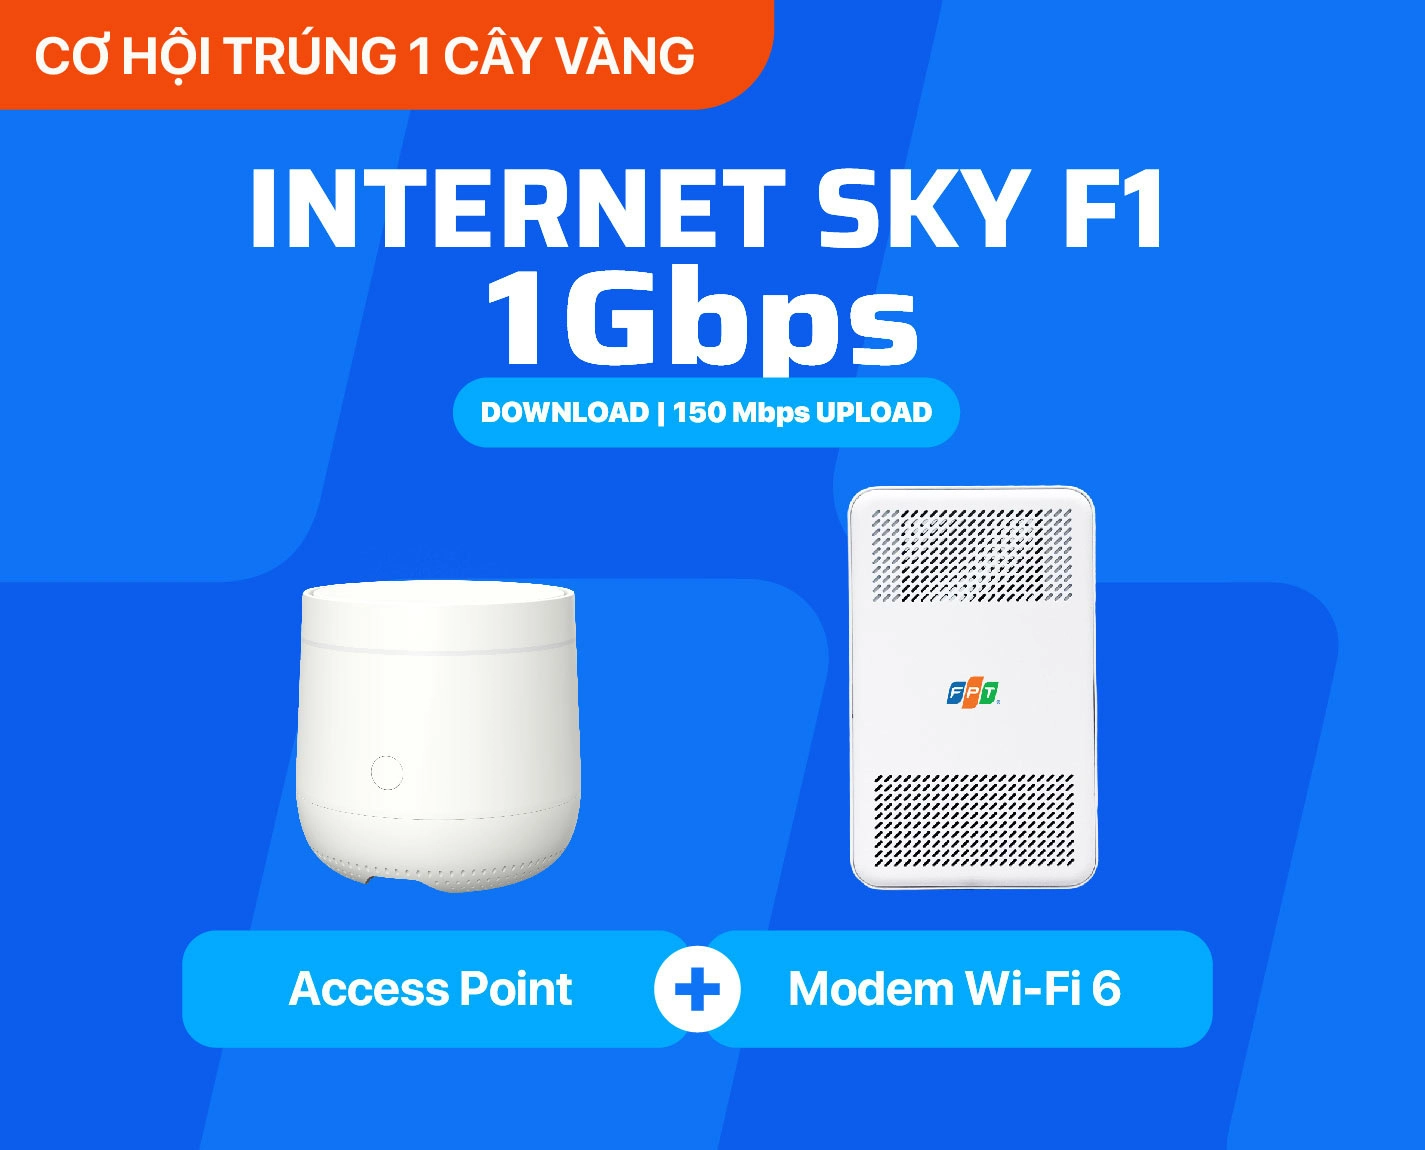 CƠ HỘI TRÚNG 1 CÂY VÀNG
INTERNET SKY F1
1Gbps
DOWNLOAD | 150 Mbps UPLOAD
FPT
Access Point + Modem Wi-Fi 6